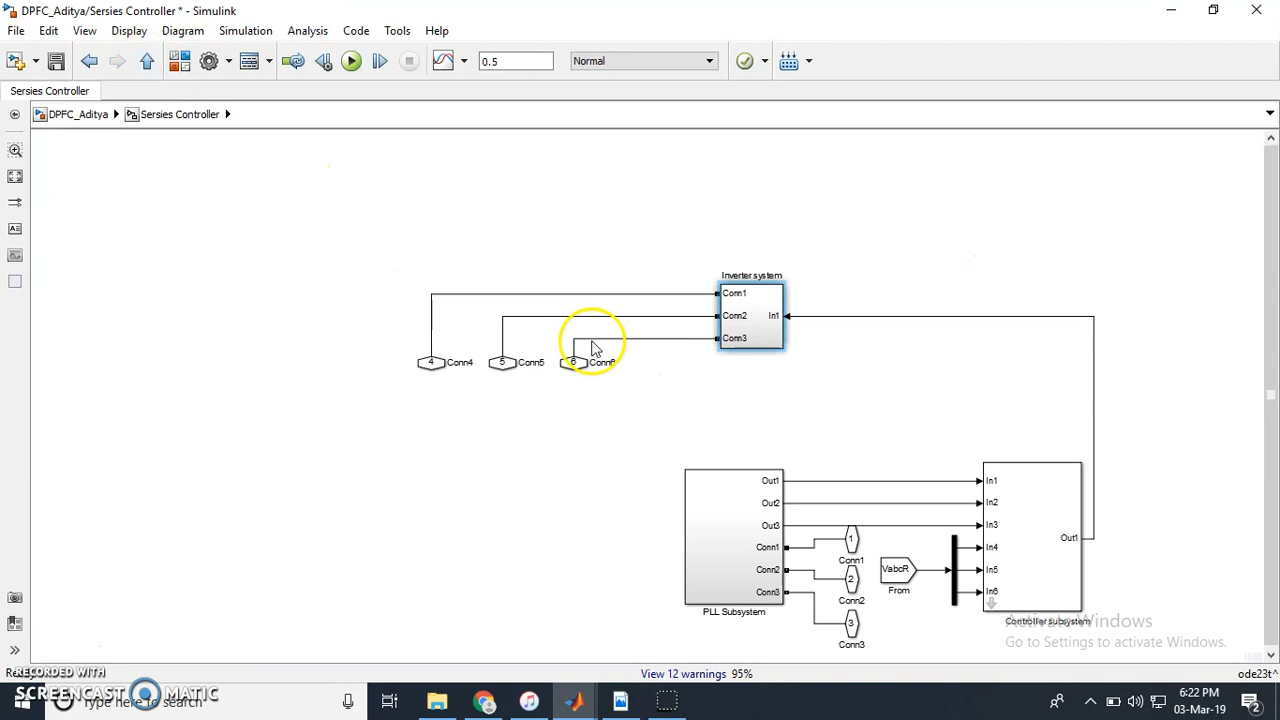 DPFC_Aditya/Sersies Controller * - Simulink
File Edit View Display Diagram Simulation Analysis Code Tools Help
0.5 Normal
Sersies Controller
DPFC_Aditya Sersies Controller
Inverter system
Conn1
Conn2 In1
Conn3
4 Conn4 5 Conn5 6 Conn6
Out1 In1
Out2 In2
Out3 In3
Conn1 1 In4
Conn1
Out1
Conn2 2 VabcR In5
Conn2 From
Conn3 3 In6
Conn3
PLL Subsystem
Controller subsystem
Activate Windows
Go to Settings to activate Windows.
View 12 warnings 95% ode23t
RECORDED WITH
SCREENCAST MATIC
Type here to search
6:22 PM
03-Mar-19
2